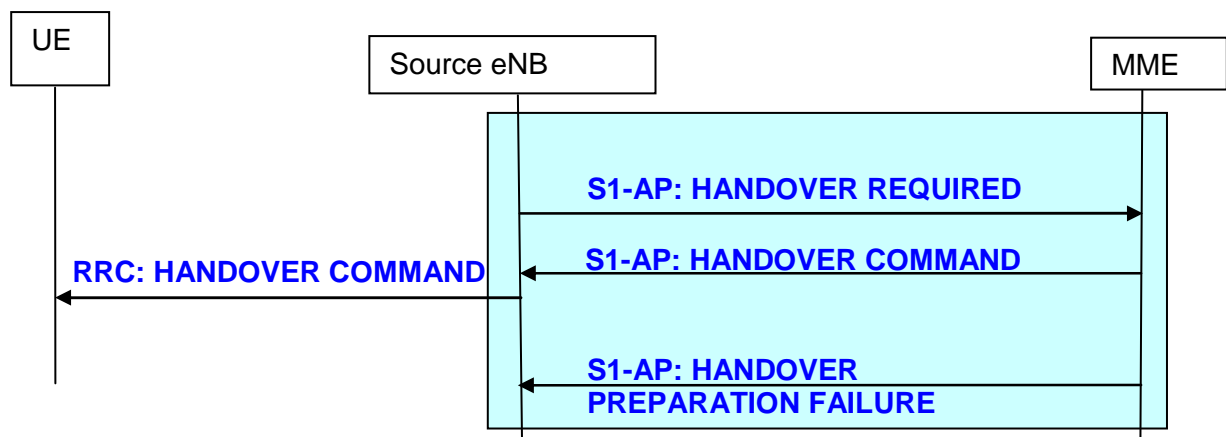 UE
Source eNB
MME
S1-AP: HANDOVER REQUIRED
S1-AP: HANDOVER COMMAND
RRC: HANDOVER COMMAND
S1-AP: HANDOVER
PREPARATION FAILURE